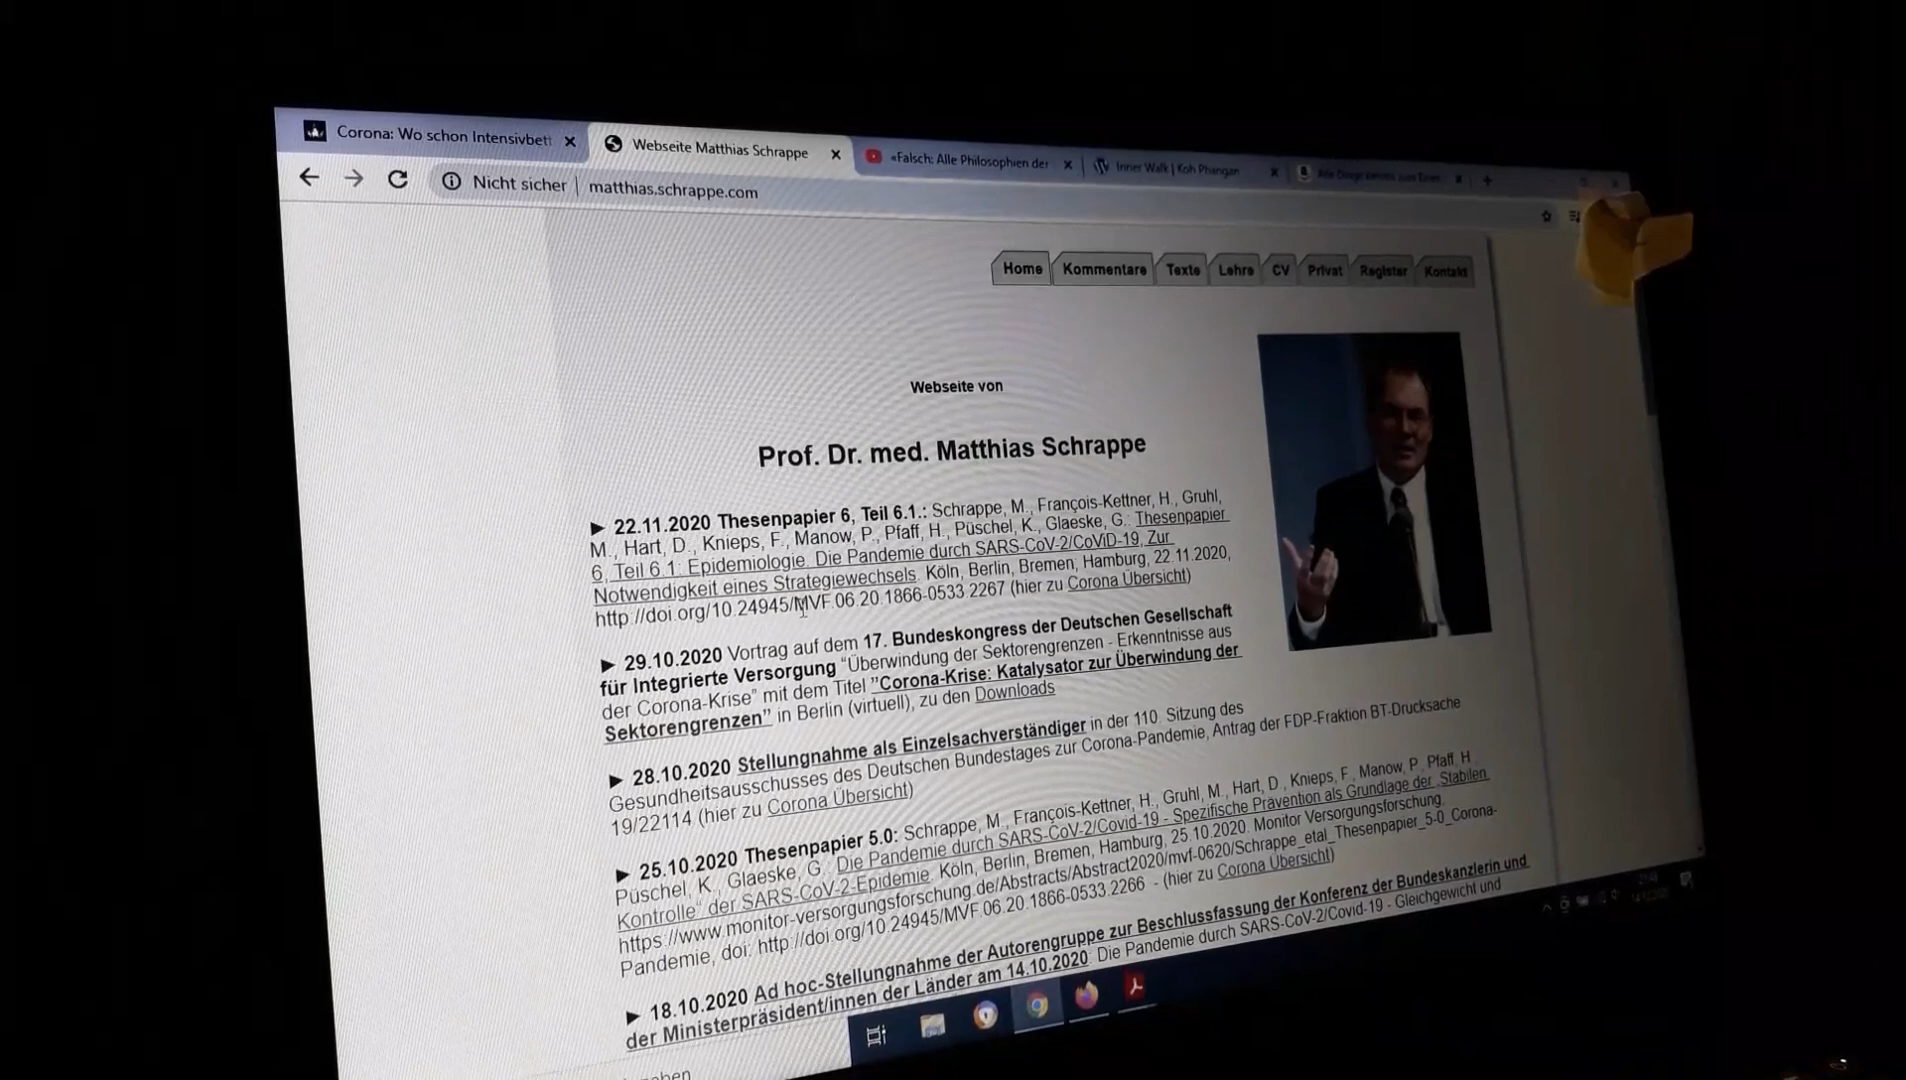 Corona: Wo schon Intensivbett
Webseite Matthias Schrappe
«Falsch: Alle Philosophien der
Inner Walk | Koh Phangan
Nicht sicher | matthias.schrappe.com
Home Kommentare Texte Lehre CV Privat Register Kontakt
Webseite von
Prof. Dr. med. Matthias Schrappe
► 22.11.2020 Thesenpapier 6, Teil 6.1.: Schrappe, M., François-Kettner, H., Gruhl,
M., Hart, D., Knieps, F., Manow, P., Pfaff, H., Püschel, K., Glaeske, G.: Thesenpapier
6, Teil 6.1: Epidemiologie. Die Pandemie durch SARS-CoV-2/CoViD-19, Zur
Notwendigkeit eines Strategiewechsels. Köln, Berlin, Bremen, Hamburg, 22.11.2020,
http://doi.org/10.24945/MVF.06.20.1866-0533.2267 (hier zu Corona Übersicht)
► 29.10.2020 Vortrag auf dem 17. Bundeskongress der Deutschen Gesellschaft
für Integrierte Versorgung "Überwindung der Sektorengrenzen - Erkenntnisse aus
der Corona-Krise" mit dem Titel "Corona-Krise: Katalysator zur Überwindung der
Sektorengrenzen" in Berlin (virtuell), zu den Downloads
► 28.10.2020 Stellungnahme als Einzelsachverständiger in der 110. Sitzung des
Gesundheitsausschusses des Deutschen Bundestages zur Corona-Pandemie, Antrag der FDP-Fraktion BT-Drucksache
19/22114 (hier zu Corona Übersicht)
► 25.10.2020 Thesenpapier 5.0: Schrappe, M., François-Kettner, H., Gruhl, M., Hart, D., Knieps, F., Manow, P., Pfaff, H.,
Püschel, K., Glaeske, G.: Die Pandemie durch SARS-CoV-2/Covid-19 - Spezifische Prävention als Grundlage der „Stabilen
Kontrolle" der SARS-CoV-2-Epidemie. Köln, Berlin, Bremen, Hamburg, 25.10.2020. Monitor Versorgungsforschung,
https://www.monitor-versorgungsforschung.de/Abstracts/Abstract2020/mvf-0620/Schrappe_etal_Thesenpapier_5-0_Corona-
Pandemie, doi: http://doi.org/10.24945/MVF.06.20.1866-0533.2266 - (hier zu Corona Übersicht)
► 18.10.2020 Ad hoc-Stellungnahme der Autorengruppe zur Beschlussfassung der Konferenz der Bundeskanzlerin und
der Ministerpräsident/innen der Länder am 14.10.2020: Die Pandemie durch SARS-CoV-2/Covid-19 - Gleichgewicht und